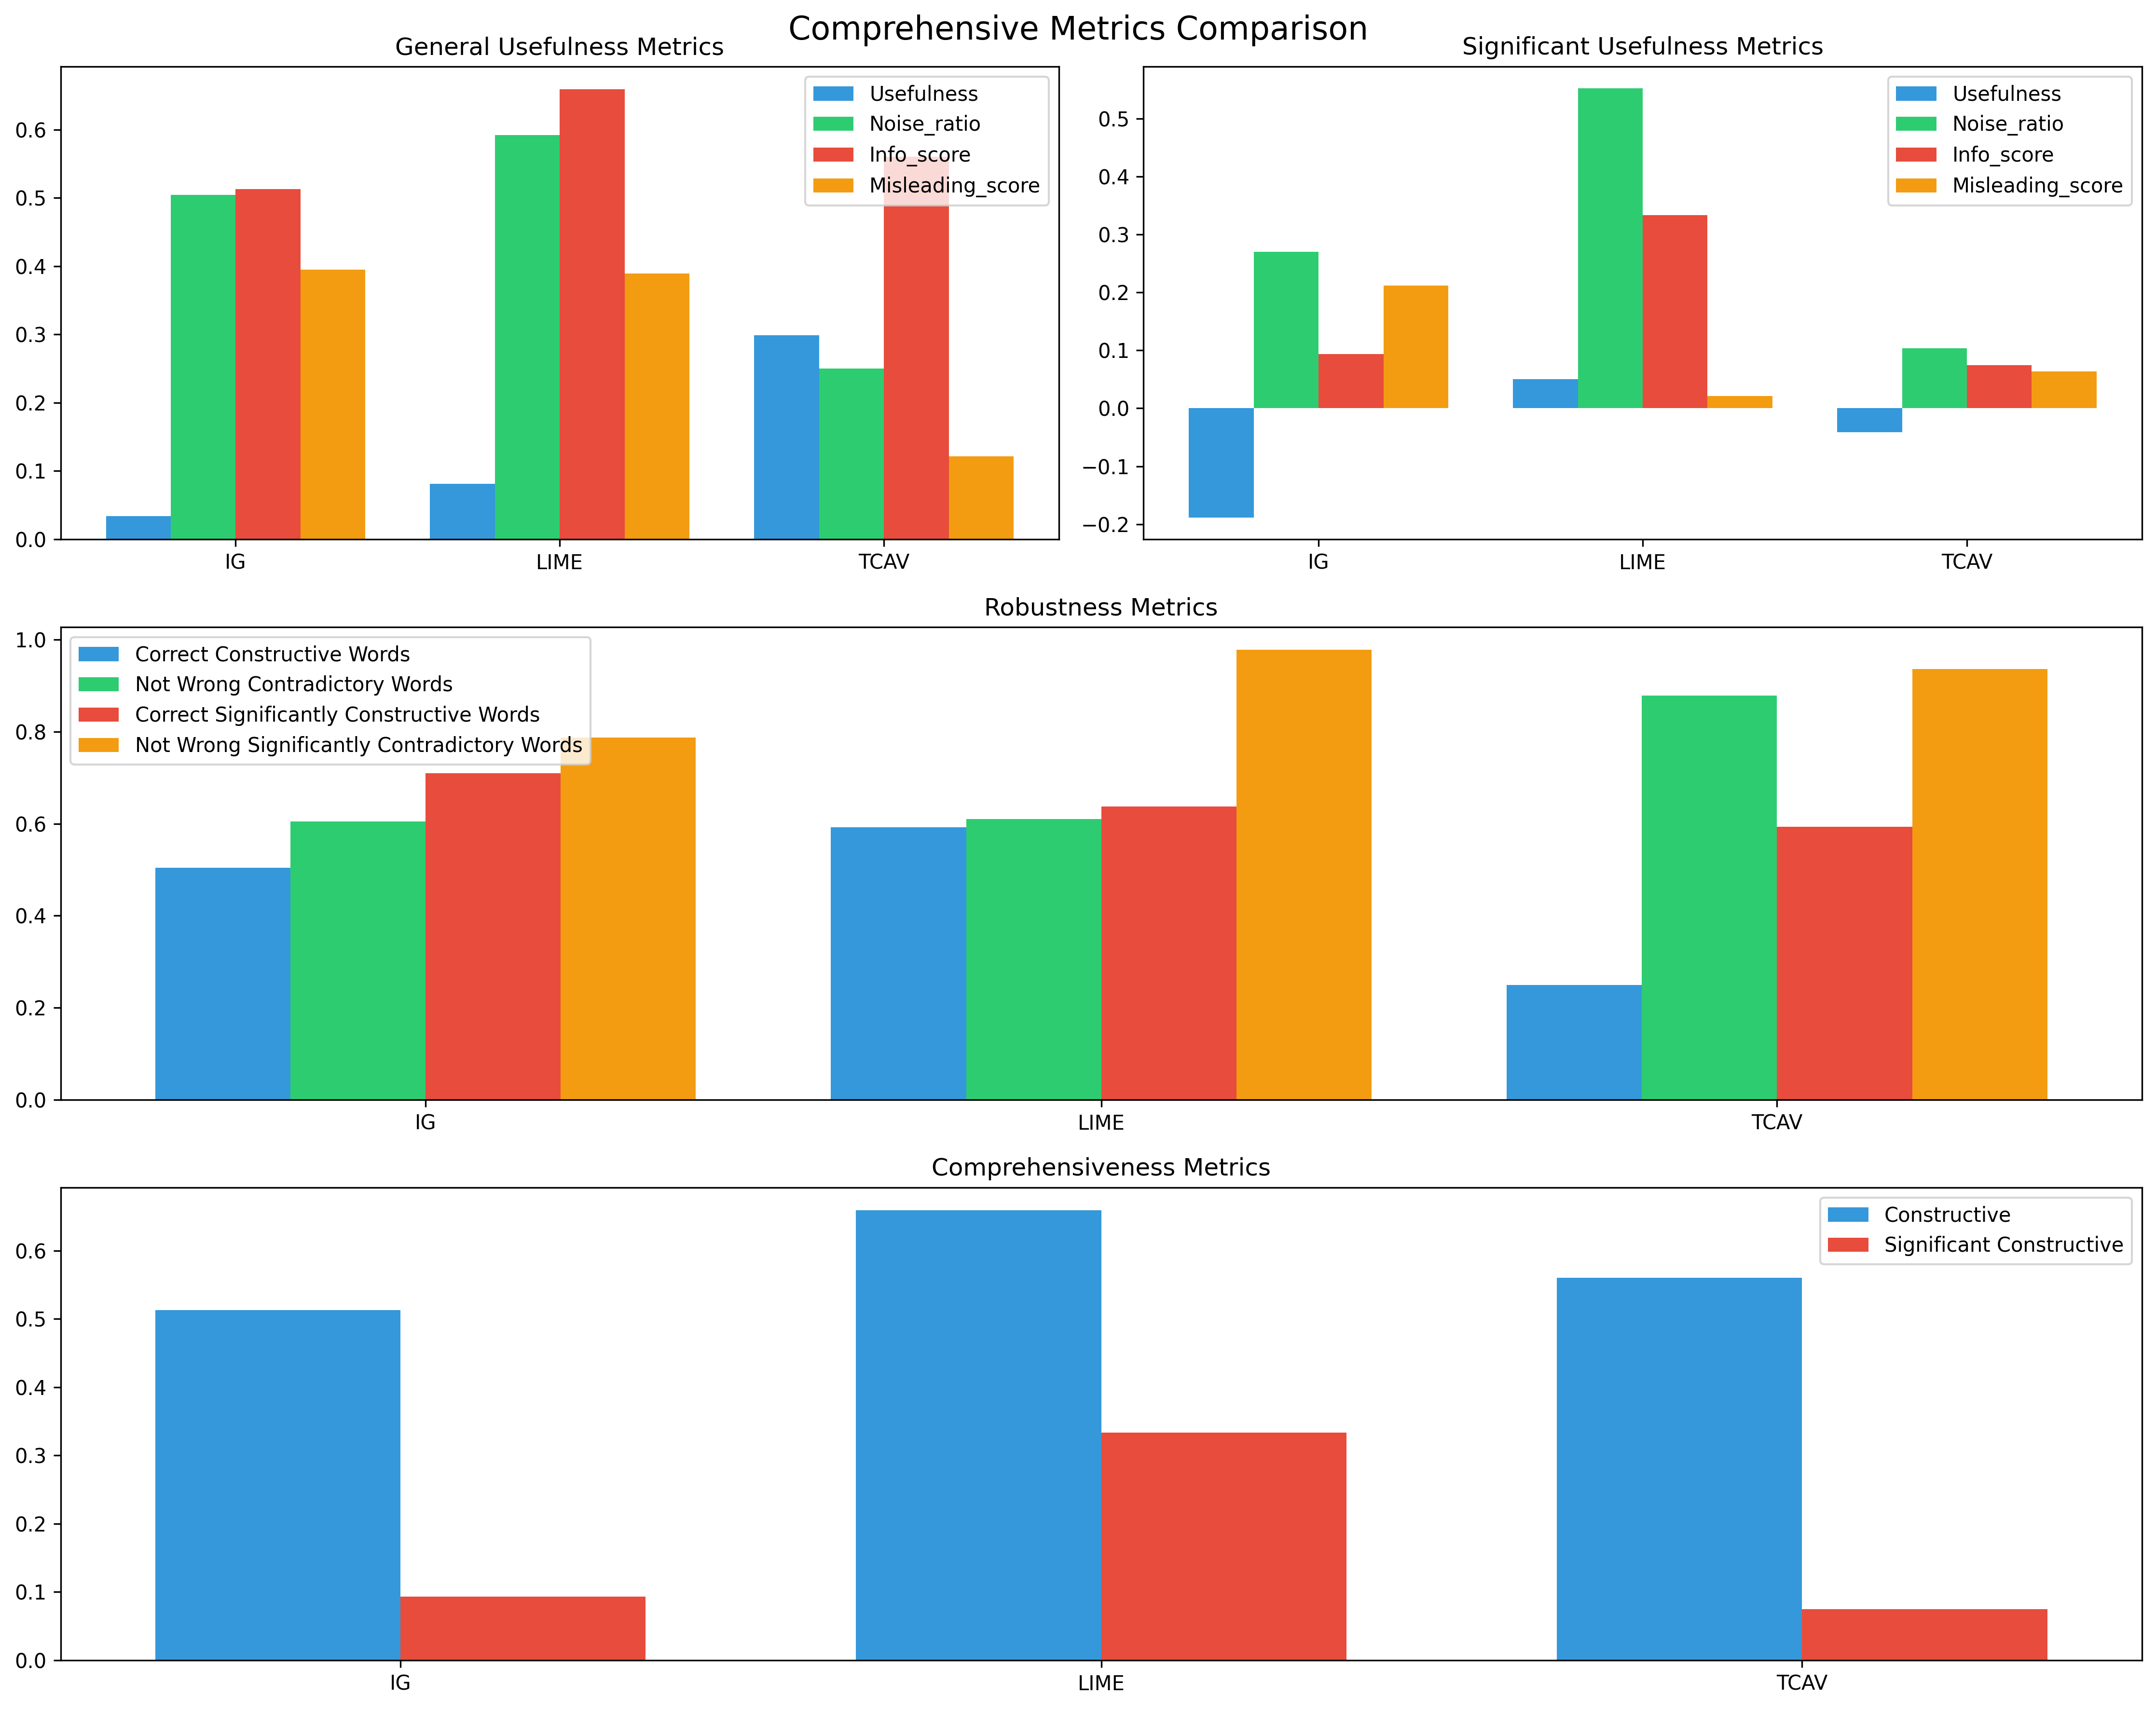 Comprehensive Metrics Comparison
General Usefulness Metrics
Usefulness
Noise_ratio
Info_score
Misleading_score
0.6
0.5
0.4
0.3
0.2
0.1
0.0
IG
LIME
TCAV
Significant Usefulness Metrics
Usefulness
Noise_ratio
Info_score
Misleading_score
0.5
0.4
0.3
0.2
0.1
0.0
−0.1
−0.2
IG
LIME
TCAV
Robustness Metrics
Correct Constructive Words
Not Wrong Contradictory Words
Correct Significantly Constructive Words
Not Wrong Significantly Contradictory Words
1.0
0.8
0.6
0.4
0.2
0.0
IG
LIME
TCAV
Comprehensiveness Metrics
Constructive
Significant Constructive
0.6
0.5
0.4
0.3
0.2
0.1
0.0
IG
LIME
TCAV